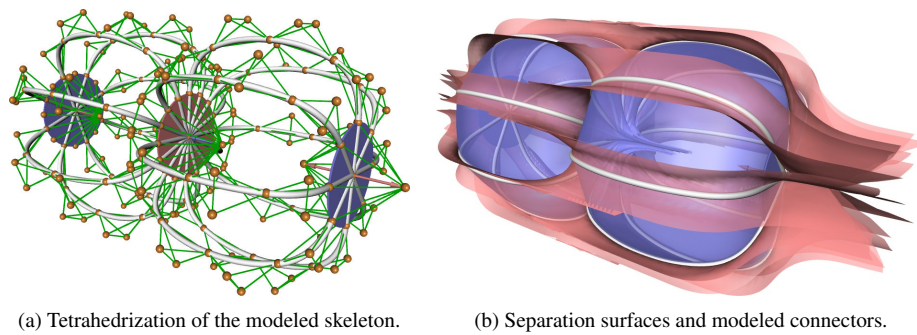 (a) Tetrahedrization of the modeled skeleton.
(b) Separation surfaces and modeled connectors.